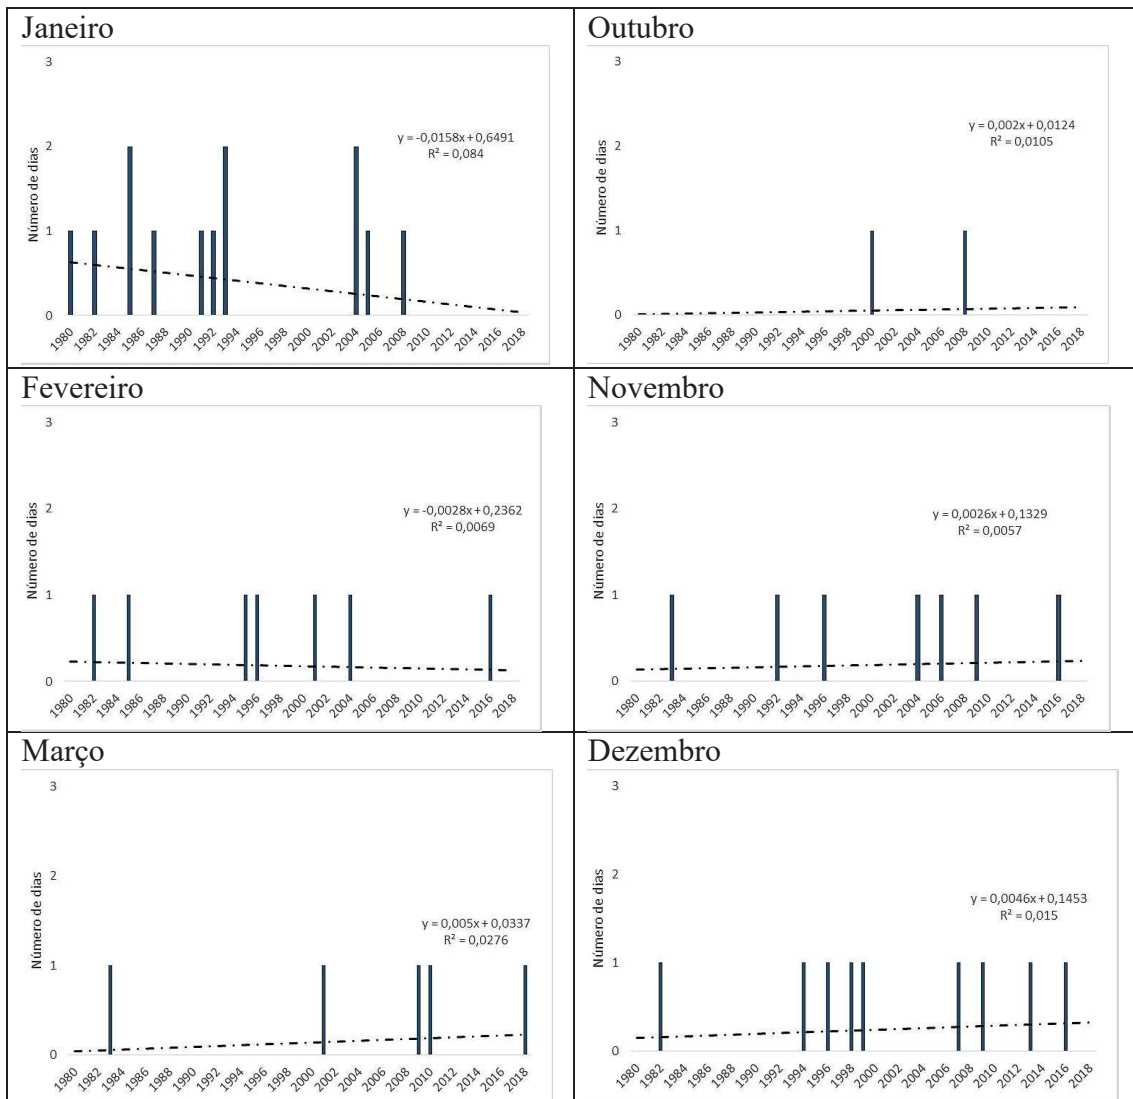 Janeiro
3
2
1
0
Número de dias
y = -0,0158x + 0,6491
R² = 0,084
1980 1982 1984 1986 1988 1990 1992 1994 1996 1998 2000 2002 2004 2006 2008 2010 2012 2014 2016 2018
Outubro
3
2
1
0
Número de dias
y = 0,002x + 0,0124
R² = 0,0105
1980 1982 1984 1986 1988 1990 1992 1994 1996 1998 2000 2002 2004 2006 2008 2010 2012 2014 2016 2018
Fevereiro
3
2
1
0
Número de dias
y = -0,0028x + 0,2362
R² = 0,0069
1980 1982 1984 1986 1988 1990 1992 1994 1996 1998 2000 2002 2004 2006 2008 2010 2012 2014 2016 2018
Novembro
3
2
1
0
Número de dias
y = 0,0026x + 0,1329
R² = 0,0057
1980 1982 1984 1986 1988 1990 1992 1994 1996 1998 2000 2002 2004 2006 2008 2010 2012 2014 2016 2018
Março
3
2
1
0
Número de dias
y = 0,005x + 0,0337
R² = 0,0276
1980 1982 1984 1986 1988 1990 1992 1994 1996 1998 2000 2002 2004 2006 2008 2010 2012 2014 2016 2018
Dezembro
3
2
1
0
Número de dias
y = 0,0046x + 0,1453
R² = 0,015
1980 1982 1984 1986 1988 1990 1992 1994 1996 1998 2000 2002 2004 2006 2008 2010 2012 2014 2016 2018